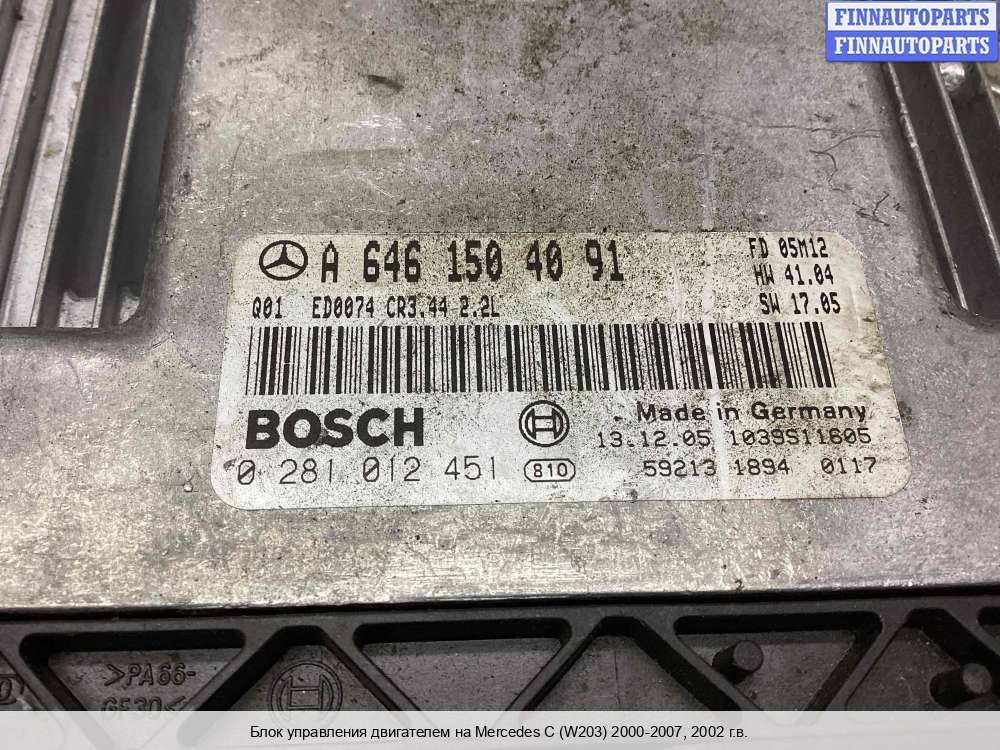 FINNAUTOPARTS
FINNAUTOPARTS
A 646 150 40 91
FD 05M12
HW 41.04
Q01 ED0074 CR3.44 2.2L
SW 17.05
BOSCH
Made in Germany
13.12.05 1039S11605
0 281 012 451 810
59213 1894 0117
>PA66-
GF30<
Блок управления двигателем на Mercedes C (W203) 2000-2007, 2002 г.в.